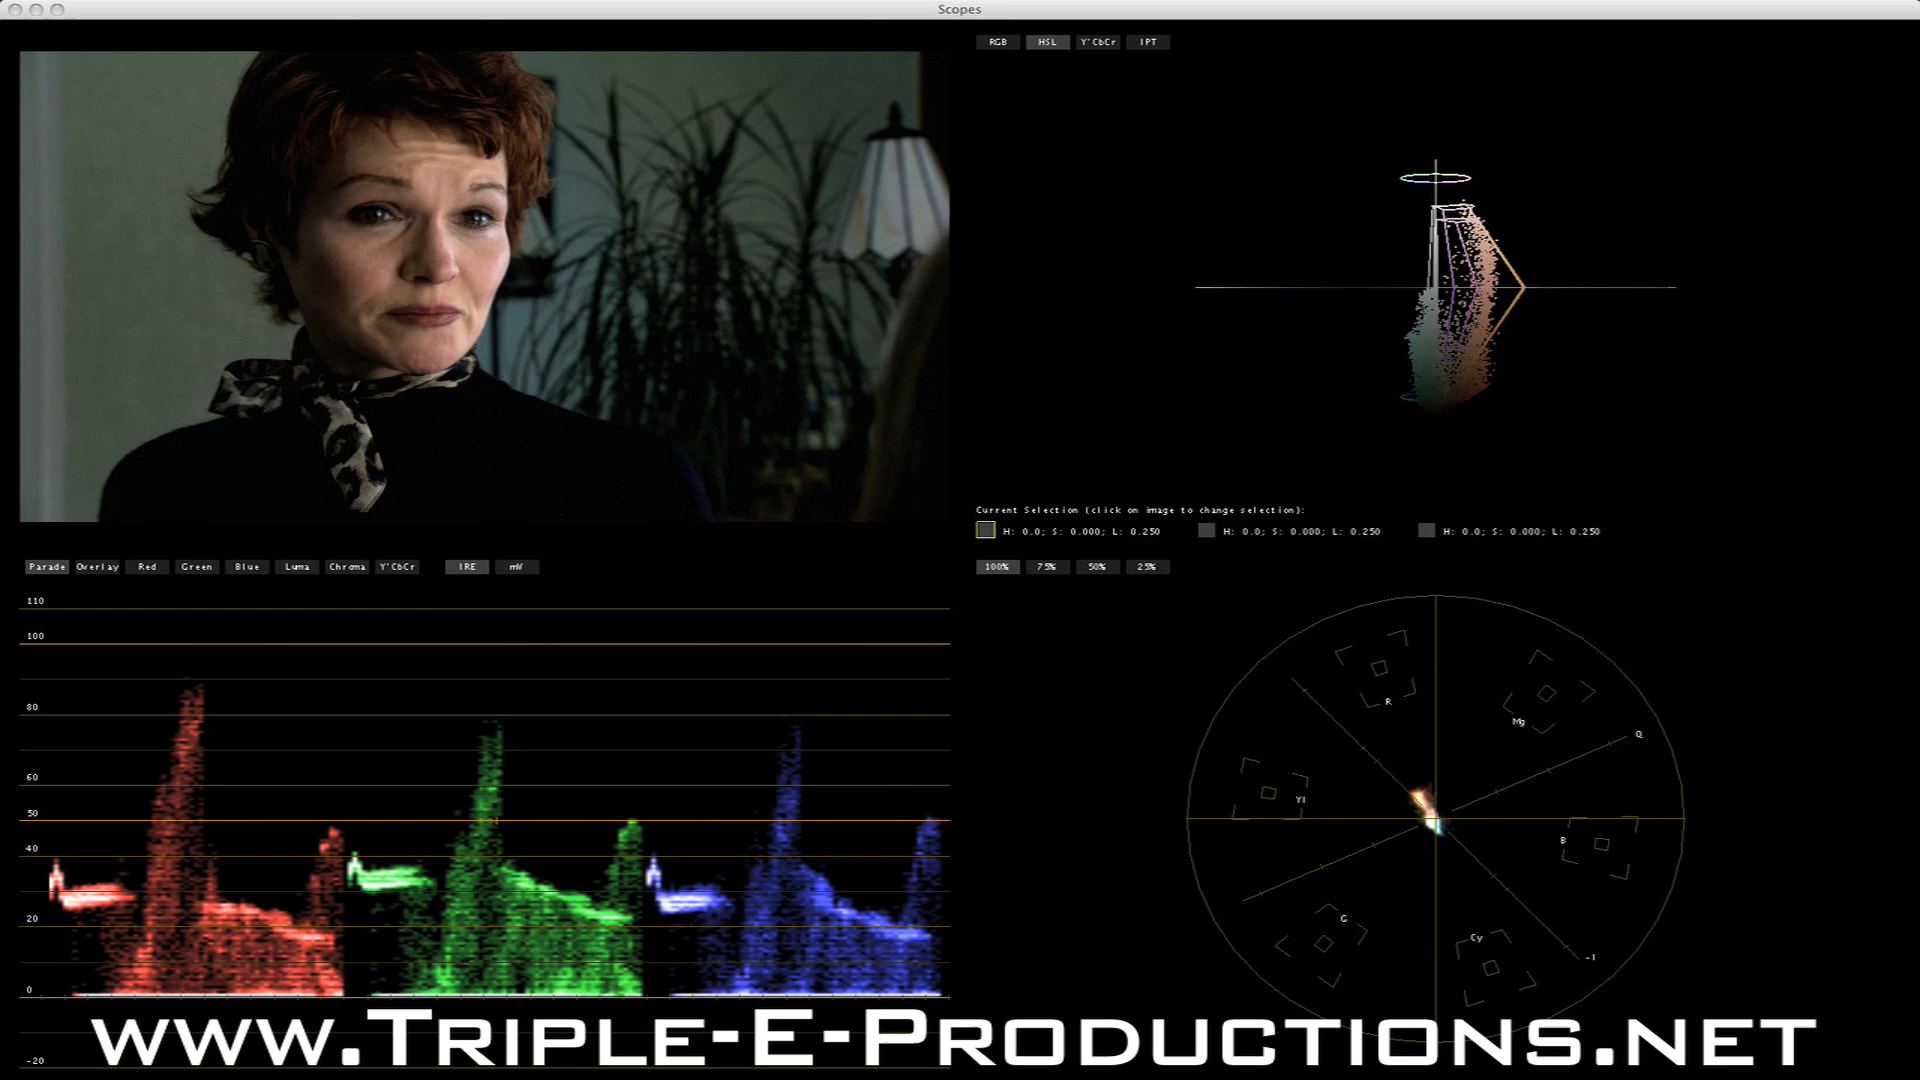 Scopes
RGB HSL Y'CbCr IPT
Current Selection (click on image to change selection):
H: 0.0; S: 0.000; L: 0.250 H: 0.0; S: 0.000; L: 0.250 H: 0.0; S: 0.000; L: 0.250
Parade Overlay Red Green Blue Luma Chroma Y'CbCr IRE mV
100% 75% 50% 25%
110
100
80
60
50
40
20
0
-20
R
Mg
Q
Yl
B
G
Cy
-I
www.Triple-E-Productions.net